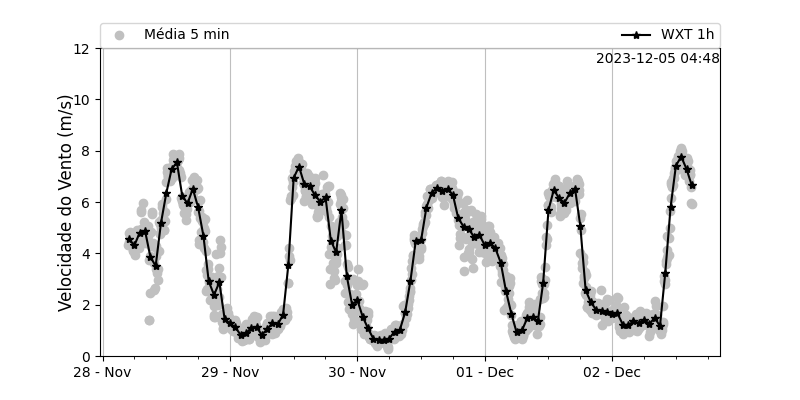 Média 5 min
WXT 1h
2023-12-05 04:48
Velocidade do Vento (m/s)
12
10
8
6
4
2
0
28 - Nov
29 - Nov
30 - Nov
01 - Dec
02 - Dec